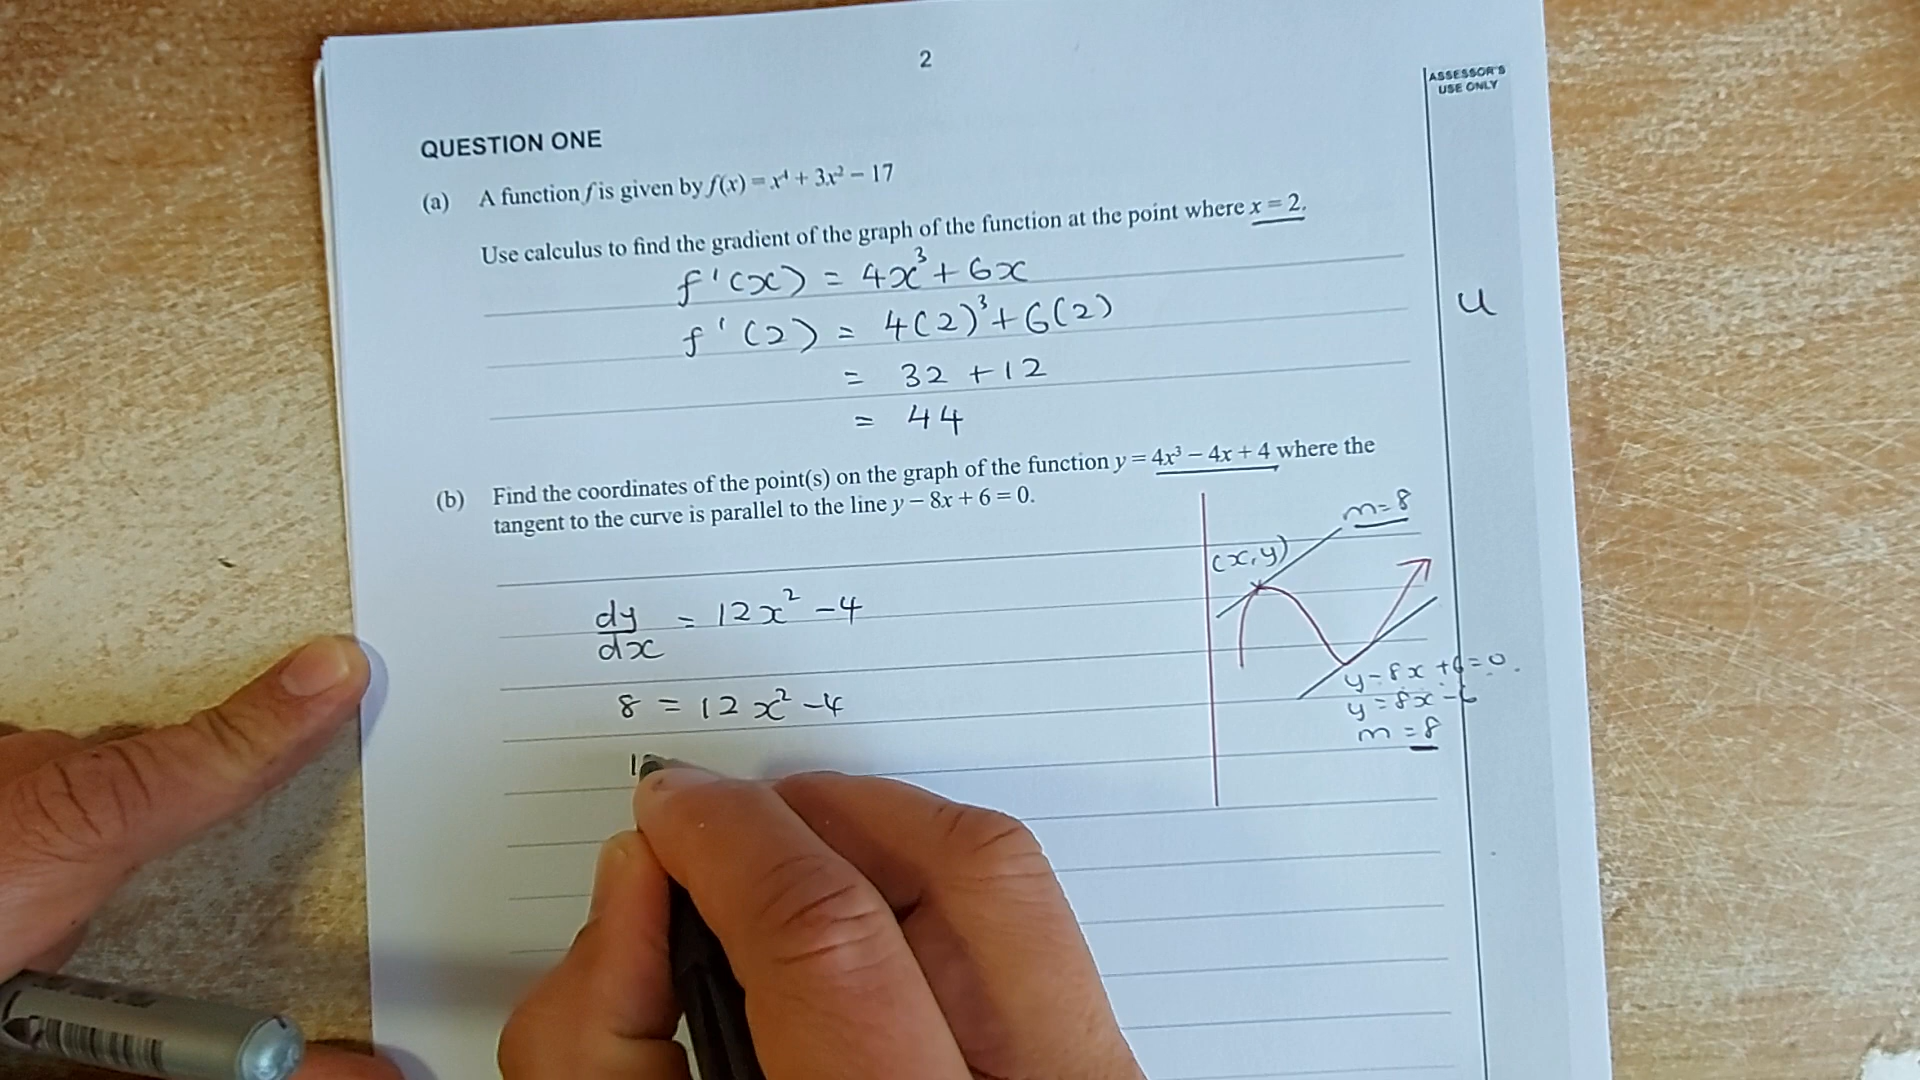 2
ASSESSOR'S
USE ONLY
QUESTION ONE
(a) A function f is given by f(x) = x⁴ + 3x² – 17
Use calculus to find the gradient of the graph of the function at the point where x = 2.
f'(x) = 4x³ + 6x
f'(2) = 4(2)³ + 6(2)
= 32 + 12
= 44
u
(b) Find the coordinates of the point(s) on the graph of the function y = 4x³ – 4x + 4 where the
tangent to the curve is parallel to the line y – 8x + 6 = 0.
m = 8
(x, y)
dy/dx = 12x² – 4
y – 8x + 6 = 0.
y = 8x – 6
m = 8
8 = 12x² – 4